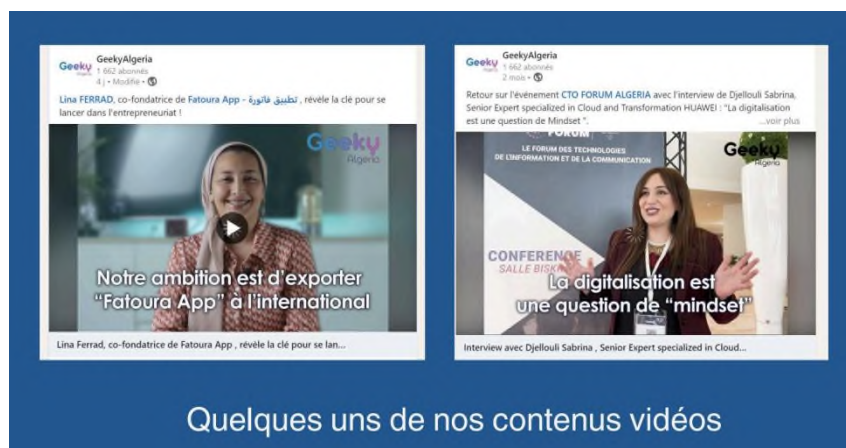 Geeky
GeekyAlgeria
1 662 abonnés
4 j • Modifié •
Lina FERRAD, co-fondatrice de Fatoura App - تطبيق فاتورة , révèle la clé pour se
lancer dans l'entrepreneuriat !
Geeky
Algeria
Notre ambition est d'exporter
"Fatoura App" à l'international
Lina Ferrad, co-fondatrice de Fatoura App , révèle la clé pour se lan...
Geeky
GeekyAlgeria
1 662 abonnés
2 mois •
Retour sur l'événement CTO FORUM ALGERIA avec l'interview de Djellouli Sabrina,
Senior Expert specialized in Cloud and Transformation HUAWEI : "La digitalisation
est une question de Mindset ".
...voir plus
FORUM
LE FORUM DES TECHNOLOGIES
DE L'INFORMATION ET DE LA COMMUNICATION
Geeky
Algeria
CONFERENCE
SALLE BISKR
La digitalisation est
une question de "mindset"
Interview avec Djellouli Sabrina , Senior Expert specialized in Cloud...
Quelques uns de nos contenus vidéos